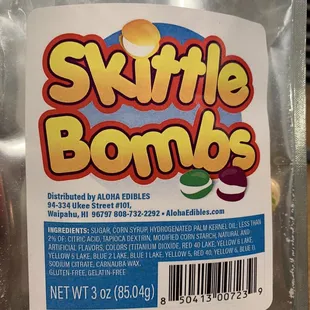 Skittle
Bombs
Distributed by ALOHA EDIBLES
94-334 Ukee Street #101,
Waipahu, HI 96797 808-732-2292 • AlohaEdibles.com
INGREDIENTS: SUGAR, CORN SYRUP, HYDROGENATED PALM KERNEL OIL; LESS THAN
2% OF: CITRIC ACID, TAPIOCA DEXTRIN, MODIFIED CORN STARCH, NATURAL AND
ARTIFICIAL FLAVORS, COLORS (TITANIUM DIOXIDE, RED 40 LAKE, YELLOW 6 LAKE,
YELLOW 5 LAKE, BLUE 2 LAKE, BLUE 1 LAKE, YELLOW 5, RED 40, YELLOW 6, BLUE 1),
SODIUM CITRATE, CARNAUBA WAX.
GLUTEN-FREE, GELATIN-FREE
NET WT 3 oz (85.04g)
8 50413 00723 9